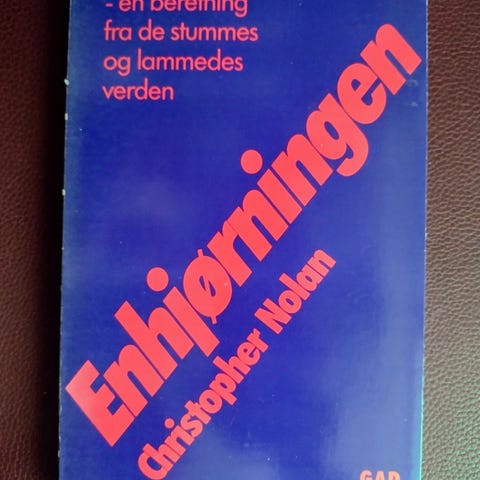 - en beretning
fra de stummes
og lammedes
verden
Enhjørningen
Christopher Nolan
GAD